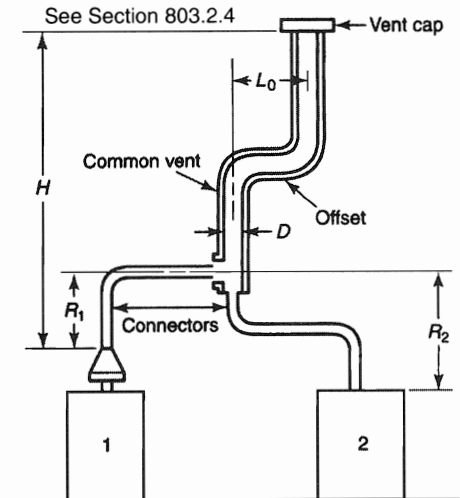 See Section 803.2.4
Vent cap
L₀
Common vent
H
Offset
D
R₁
Connectors
R₂
1
2